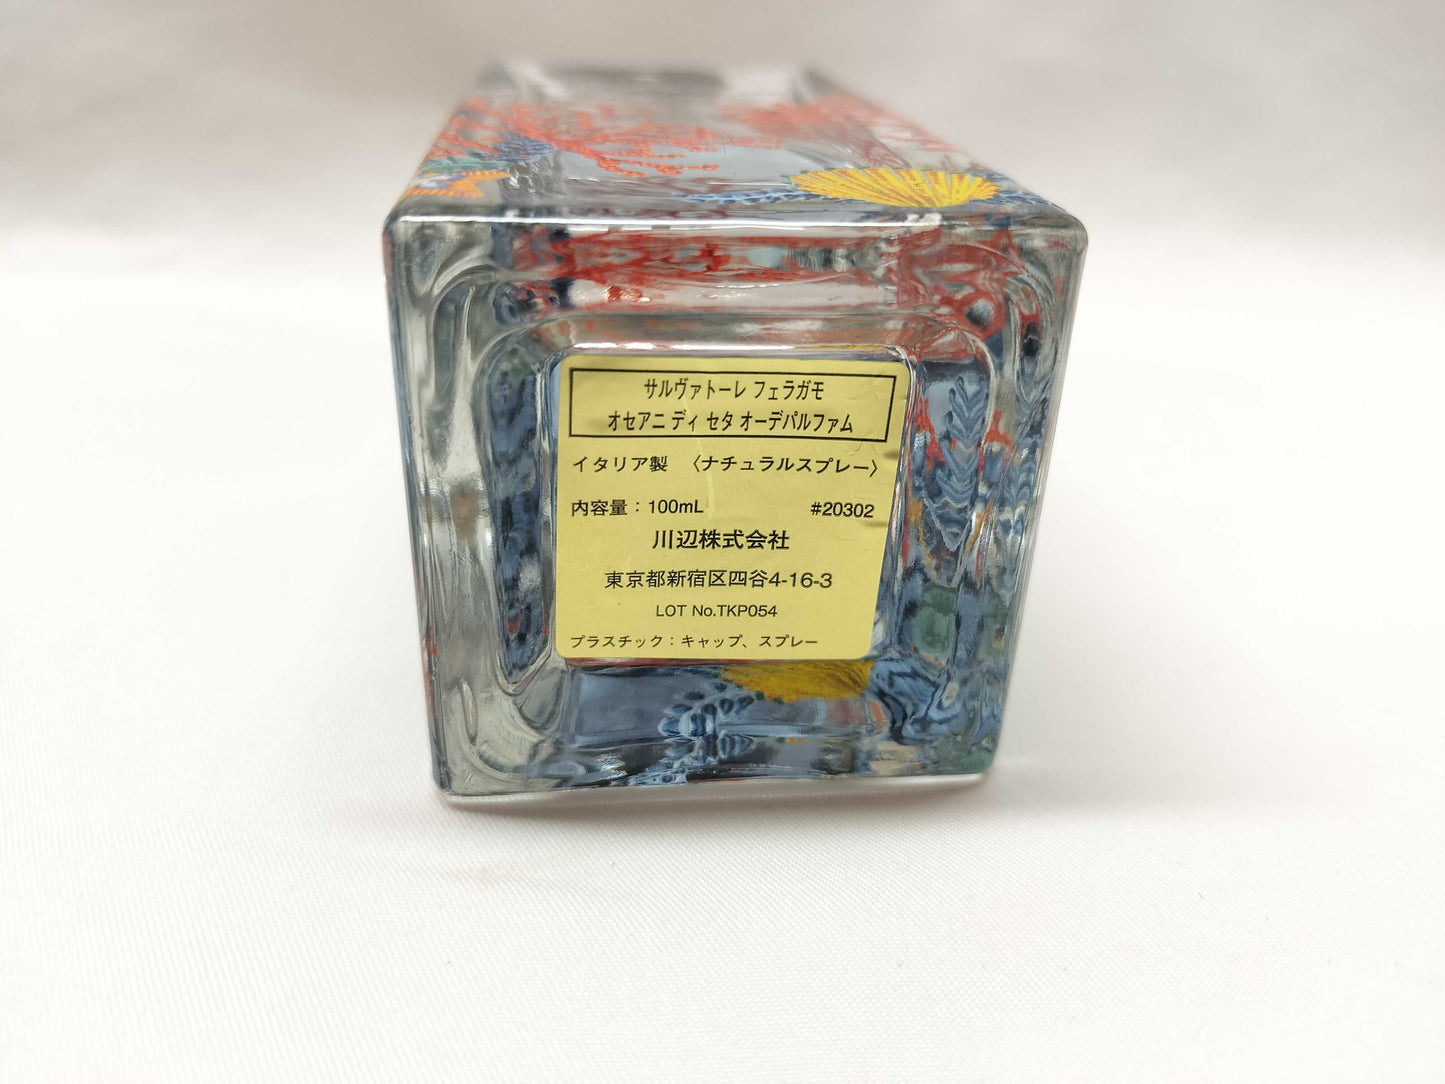 サルヴァトーレ フェラガモ
オセアニ ディ セタ オーデパルファム
イタリア製 〈ナチュラルスプレー〉
内容量：100mL #20302
川辺株式会社
東京都新宿区四谷4-16-3
LOT No.TKP054
プラスチック：キャップ、スプレー